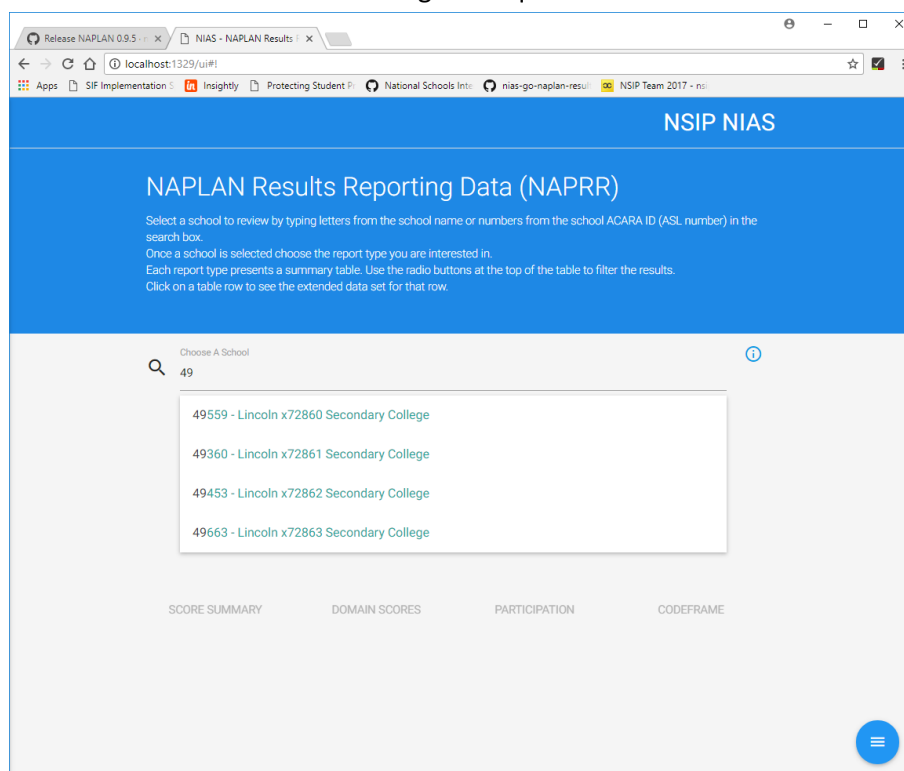 Release NAPLAN 0.9.5 - n
NIAS - NAPLAN Results R
localhost:1329/ui#!
Apps
SIF Implementation S
Insightly
Protecting Student Pr
National Schools Inte
nias-go-naplan-result
NSIP Team 2017 - nsi
NSIP NIAS
NAPLAN Results Reporting Data (NAPRR)
Select a school to review by typing letters from the school name or numbers from the school ACARA ID (ASL number) in the
search box.
Once a school is selected choose the report type you are interested in.
Each report type presents a summary table. Use the radio buttons at the top of the table to filter the results.
Click on a table row to see the extended data set for that row.
Choose A School
49
49559 - Lincoln x72860 Secondary College
49360 - Lincoln x72861 Secondary College
49453 - Lincoln x72862 Secondary College
49663 - Lincoln x72863 Secondary College
SCORE SUMMARY
DOMAIN SCORES
PARTICIPATION
CODEFRAME